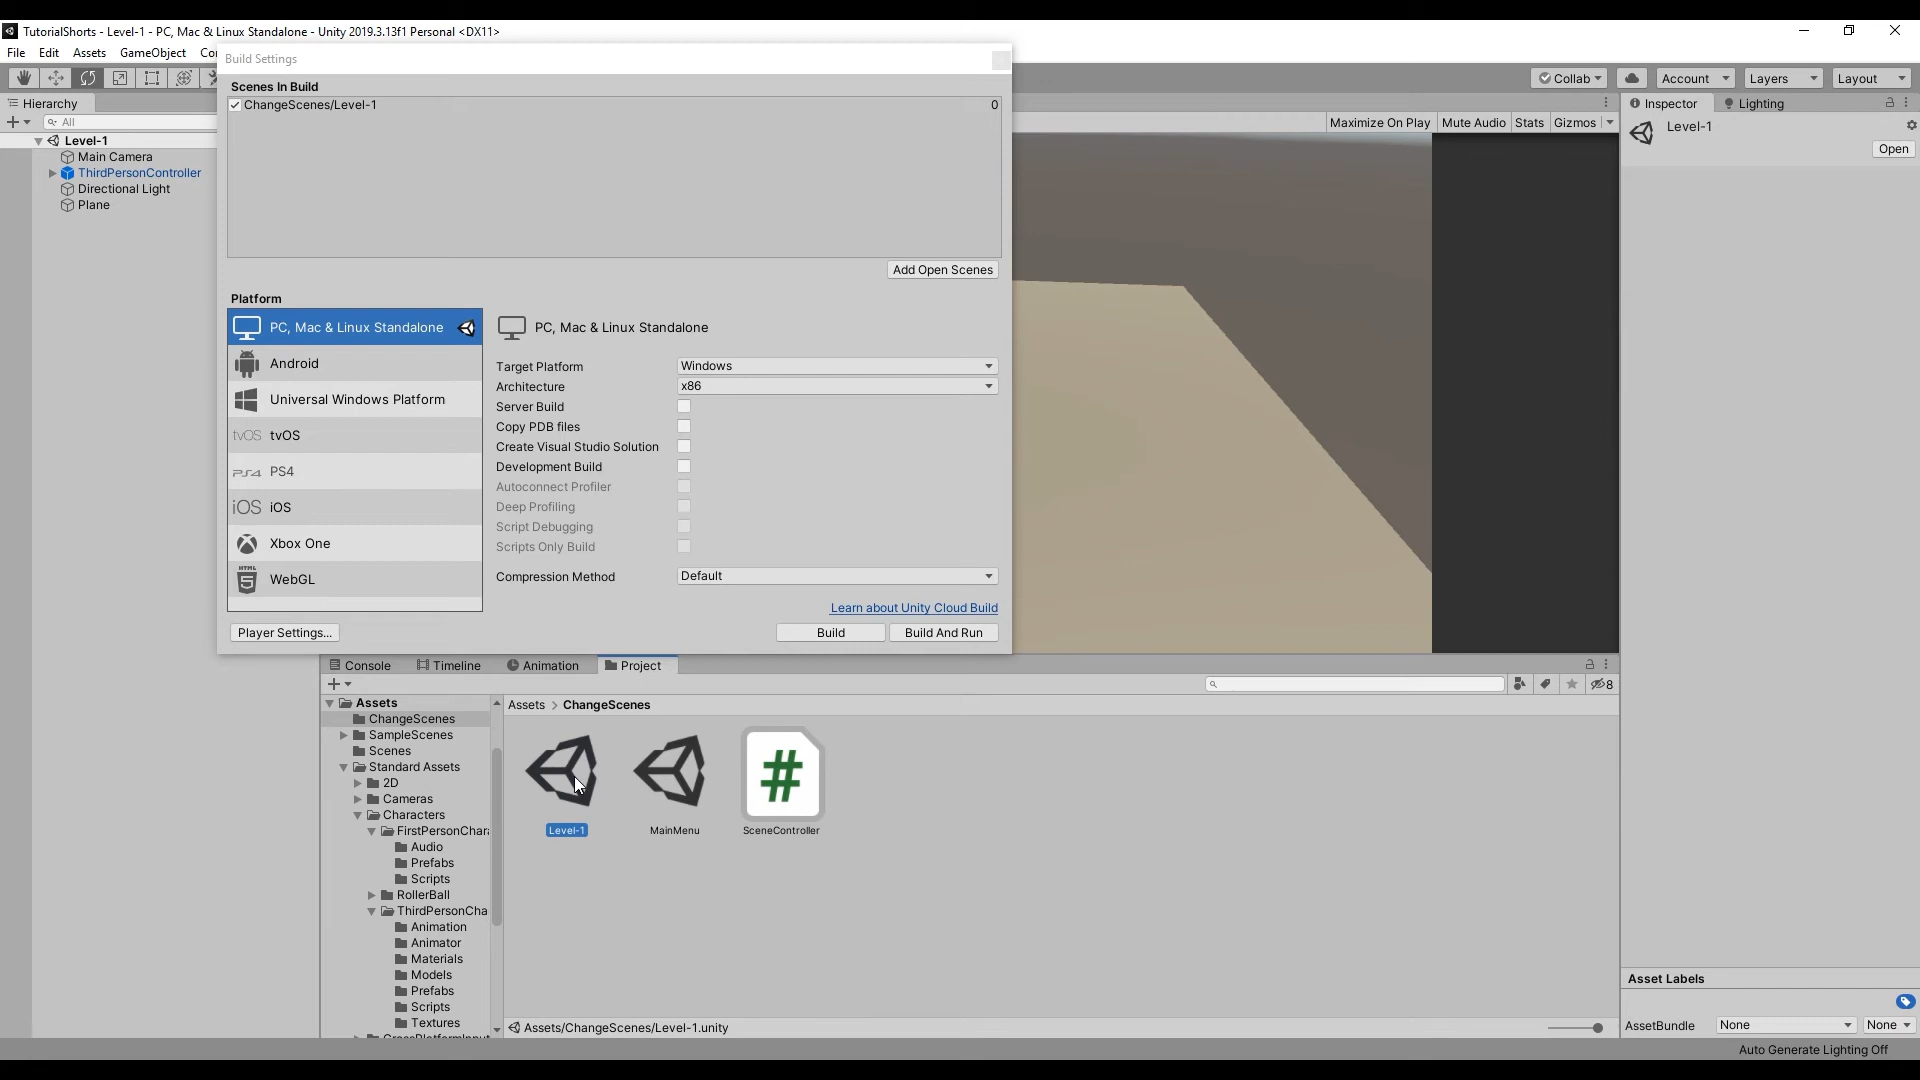 TutorialShorts - Level-1 - PC, Mac & Linux Standalone - Unity 2019.3.13f1 Personal <DX11>
File Edit Assets GameObject Co
Build Settings
Collab
Account
Layers
Layout
Scenes In Build
ChangeScenes/Level-1 0
Add Open Scenes
Platform
PC, Mac & Linux Standalone
Android
Universal Windows Platform
tvOS tvOS
PS4 PS4
iOS iOS
Xbox One
HTML 5 WebGL
PC, Mac & Linux Standalone
Target Platform Windows
Architecture x86
Server Build
Copy PDB files
Create Visual Studio Solution
Development Build
Autoconnect Profiler
Deep Profiling
Script Debugging
Scripts Only Build
Compression Method Default
Learn about Unity Cloud Build
Player Settings...
Build Build And Run
Hierarchy
All
Level-1
Main Camera
ThirdPersonController
Directional Light
Plane
Maximize On Play Mute Audio Stats Gizmos
Inspector Lighting
Level-1
Open
Console Timeline Animation Project
8
Assets
ChangeScenes
SampleScenes
Scenes
Standard Assets
2D
Cameras
Characters
FirstPersonChara
Audio
Prefabs
Scripts
RollerBall
ThirdPersonCha
Animation
Animator
Materials
Models
Prefabs
Scripts
Textures
Assets > ChangeScenes
Level-1 MainMenu SceneController
Assets/ChangeScenes/Level-1.unity
Asset Labels
AssetBundle None None
Auto Generate Lighting Off